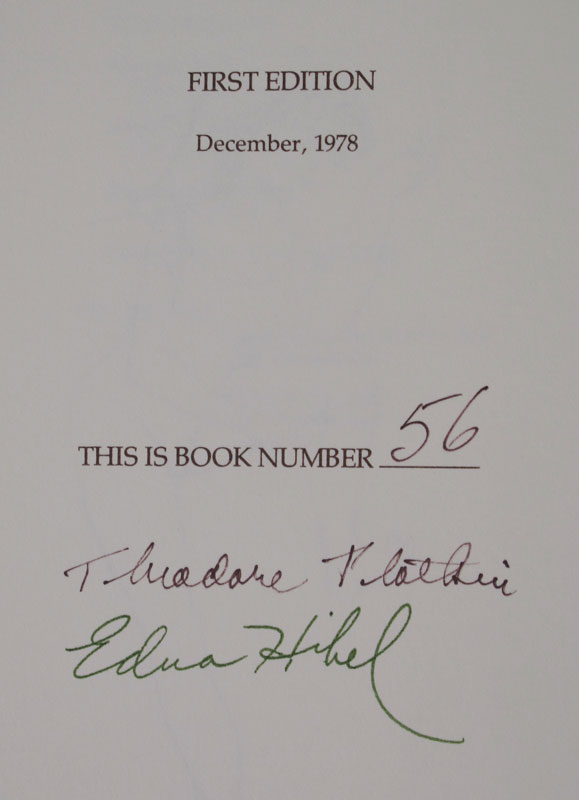 FIRST EDITION
December, 1978
THIS IS BOOK NUMBER 56
Theodore Plotkin
Edna Hibel